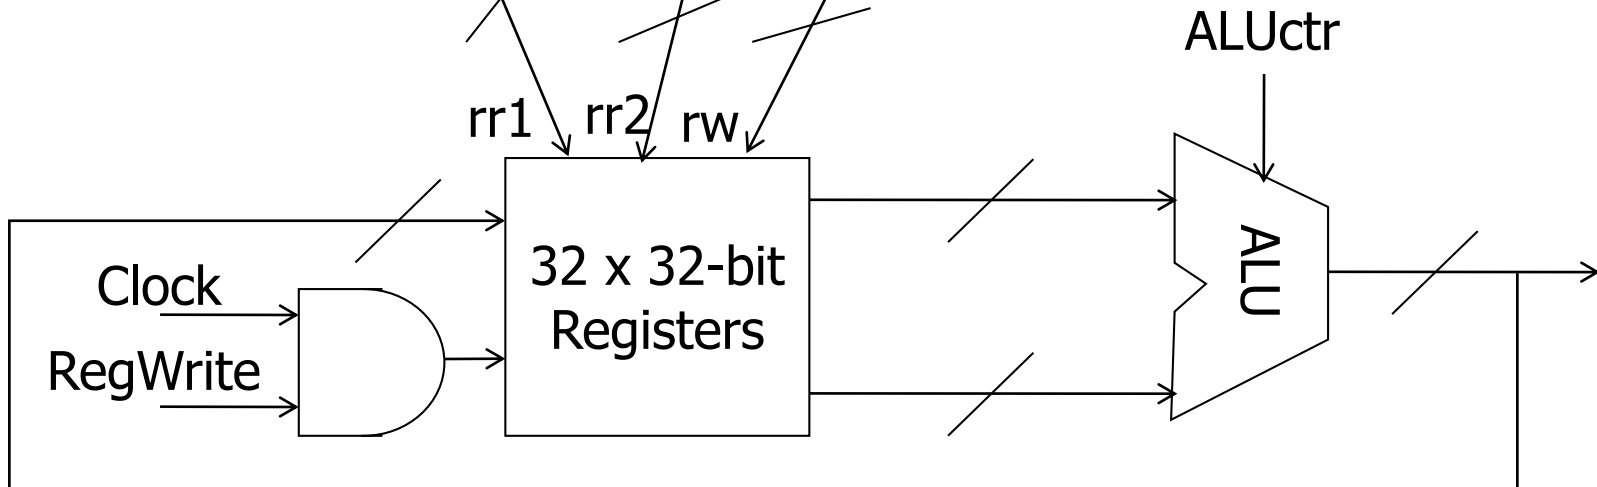 ALUctr
rr1
rr2
rw
32 x 32-bit
Registers
Clock
RegWrite
ALU